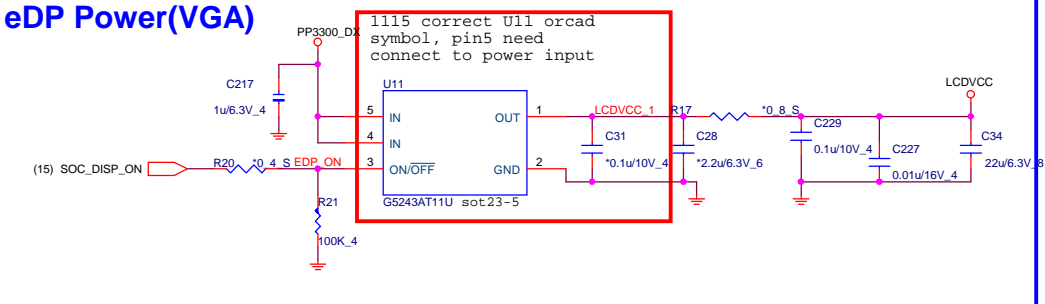 eDP Power(VGA)
PP3300_DX
1115 correct U11 orcad
symbol, pin5 need
connect to power input
C217
1u/6.3V_4
U11
5
IN
OUT
1
4
IN
3
ON/OFF
GND
2
G5243AT11U
sot23-5
(15) SOC_DISP_ON
R20
*0_4_S
EDP_ON
R21
100K_4
LCDVCC_1
C31
*0.1u/10V_4
R17
*0_8_S
C28
*2.2u/6.3V_6
C229
0.1u/10V_4
C227
0.01u/16V_4
LCDVCC
C34
22u/6.3V_8